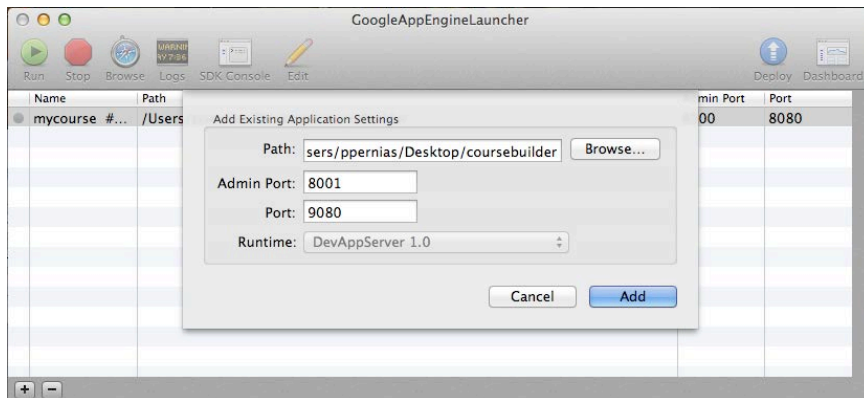 GoogleAppEngineLauncher
Run Stop Browse Logs SDK Console Edit Deploy Dashboard
Name Path min Port Port
mycourse #... /Users 00 8080
Add Existing Application Settings
Path: sers/ppernias/Desktop/coursebuilder Browse...
Admin Port: 8001
Port: 9080
Runtime: DevAppServer 1.0
Cancel Add